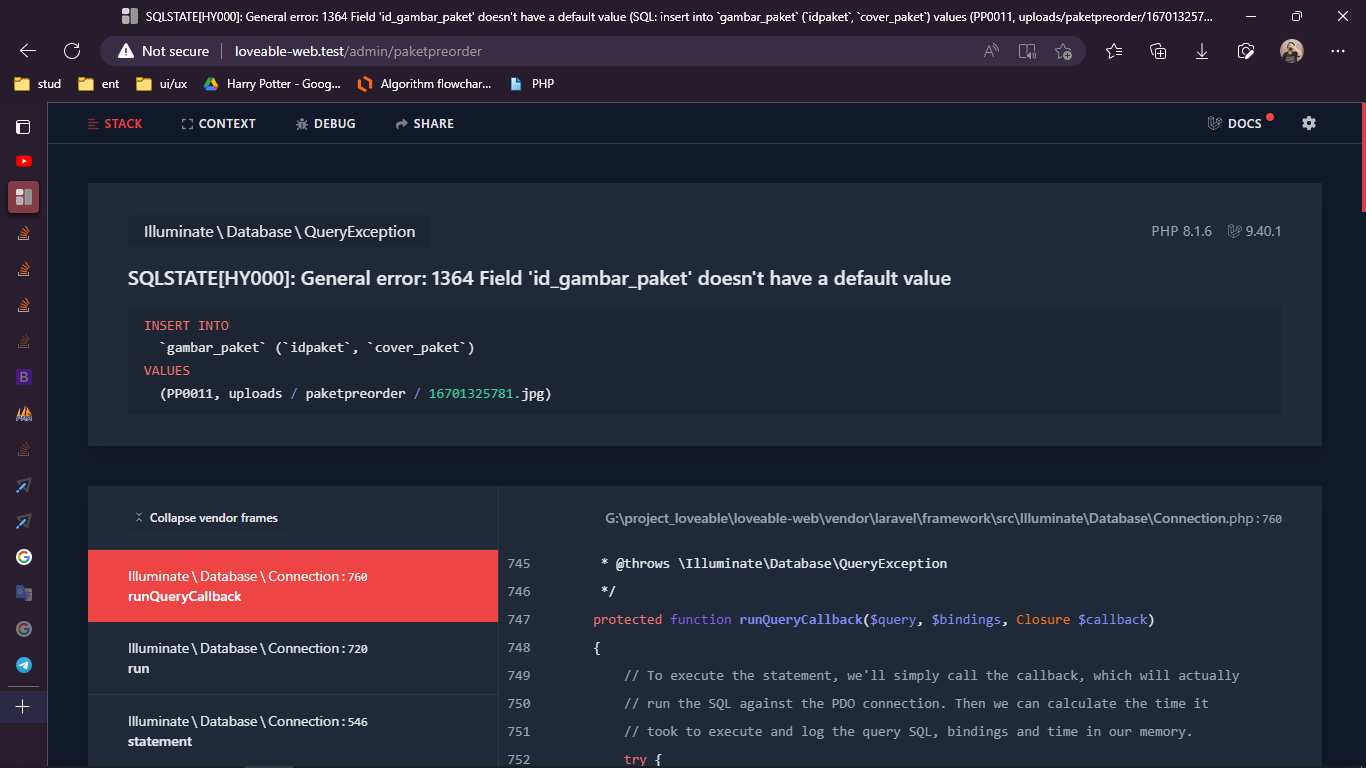 SQLSTATE[HY000]: General error: 1364 Field 'id_gambar_paket' doesn't have a default value (SQL: insert into `gambar_paket` (`idpaket`, `cover_paket`) values (PP0011, uploads/paketpreorder/167013257...
Not secure loveable-web.test/admin/paketpreorder
stud ent ui/ux Harry Potter - Goog... Algorithm flowchar... PHP
STACK CONTEXT DEBUG SHARE DOCS
Illuminate \ Database \ QueryException PHP 8.1.6 9.40.1
SQLSTATE[HY000]: General error: 1364 Field 'id_gambar_paket' doesn't have a default value
INSERT INTO
`gambar_paket` (`idpaket`, `cover_paket`)
VALUES
(PP0011, uploads / paketpreorder / 16701325781.jpg)
Collapse vendor frames
G:\project_loveable\loveable-web\vendor\laravel\framework\src\Illuminate\Database\Connection.php : 760
Illuminate \ Database \ Connection : 760
runQueryCallback
Illuminate \ Database \ Connection : 720
run
Illuminate \ Database \ Connection : 546
statement
745 * @throws \Illuminate\Database\QueryException
746 */
747 protected function runQueryCallback($query, $bindings, Closure $callback)
748 {
749 // To execute the statement, we'll simply call the callback, which will actually
750 // run the SQL against the PDO connection. Then we can calculate the time it
751 // took to execute and log the query SQL, bindings and time in our memory.
752 try {